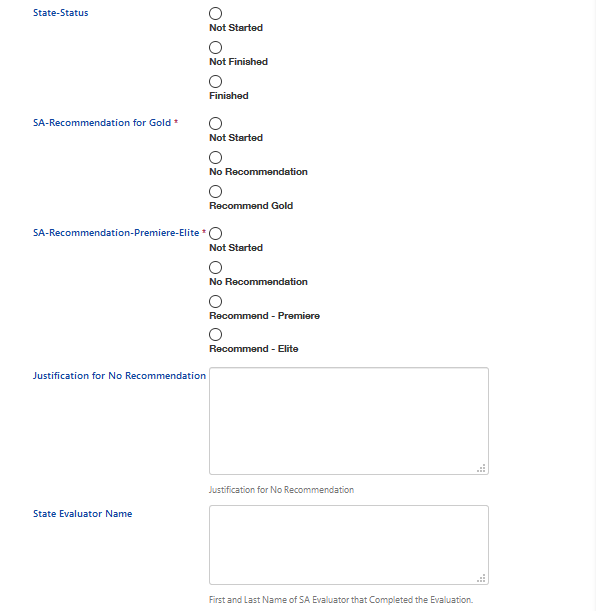 State-Status
Not Started
Not Finished
Finished
SA-Recommendation for Gold *
Not Started
No Recommendation
Recommend Gold
SA-Recommendation-Premiere-Elite *
Not Started
No Recommendation
Recommend - Premiere
Recommend - Elite
Justification for No Recommendation
Justification for No Recommendation
State Evaluator Name
First and Last Name of SA Evaluator that Completed the Evaluation.